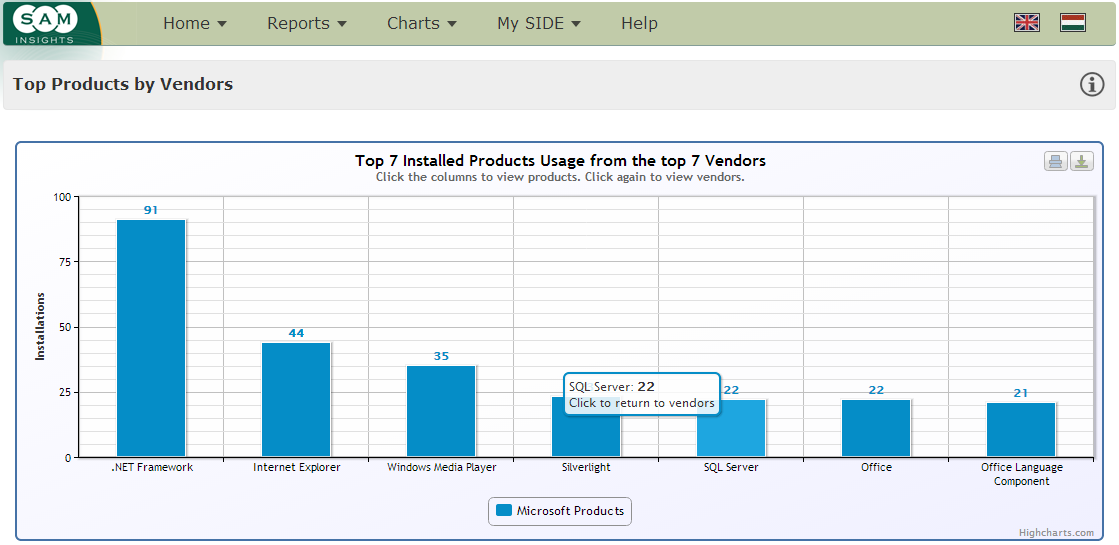 SAM
INSIGHTS
Home
Reports
Charts
My SIDE
Help
Top Products by Vendors
Top 7 Installed Products Usage from the top 7 Vendors
Click the columns to view products. Click again to view vendors.
Installations
100
75
50
25
0
91
44
35
SQL Server: 22
Click to return to vendors
22
22
21
.NET Framework
Internet Explorer
Windows Media Player
Silverlight
SQL Server
Office
Office Language
Component
Microsoft Products
Highcharts.com